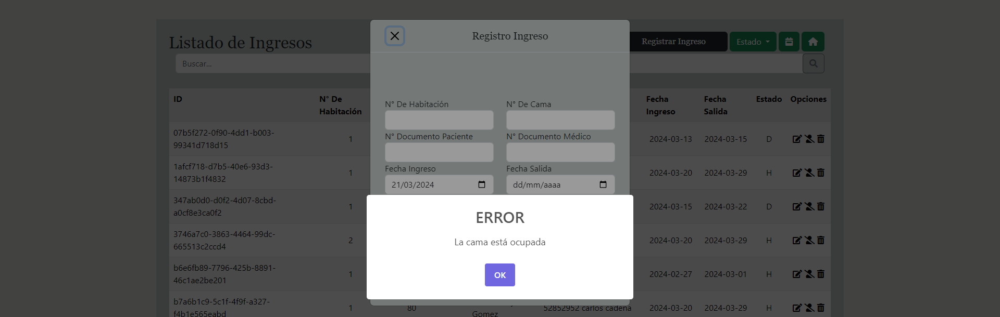 Registro Ingreso
Listado de Ingresos
Registrar Ingreso
Estado
Buscar...
ID
N° De
Habitación
Fecha
Ingreso
Fecha
Salida
Estado
Opciones
N° De Habitación
N° De Cama
N° Documento Paciente
N° Documento Médico
Fecha Ingreso
Fecha Salida
21/03/2024
dd/mm/aaaa
07b5f272-0f90-4dd1-b003-
99341d718d15
1
2024-03-13
2024-03-15
D
1afcf718-d7b5-40e6-93d3-
14873b1f4832
1
2024-03-20
2024-03-29
H
347ab0d0-d0f2-4d07-8cbd-
a0cf8e3ca0f2
1
2024-03-15
2024-03-22
D
3746a7c0-3863-4464-99dc-
665513c2ccd4
2
2024-03-20
2024-03-29
H
b6e6fb89-7796-425b-8891-
46c1ae2be201
1
2024-02-27
2024-03-01
H
b7a6b1c9-5c1f-4f9f-a327-
f4b1e565eabd
1
80
Gomez
52852952 carlos cadena
2024-03-20
2024-03-29
H
ERROR
La cama está ocupada
OK